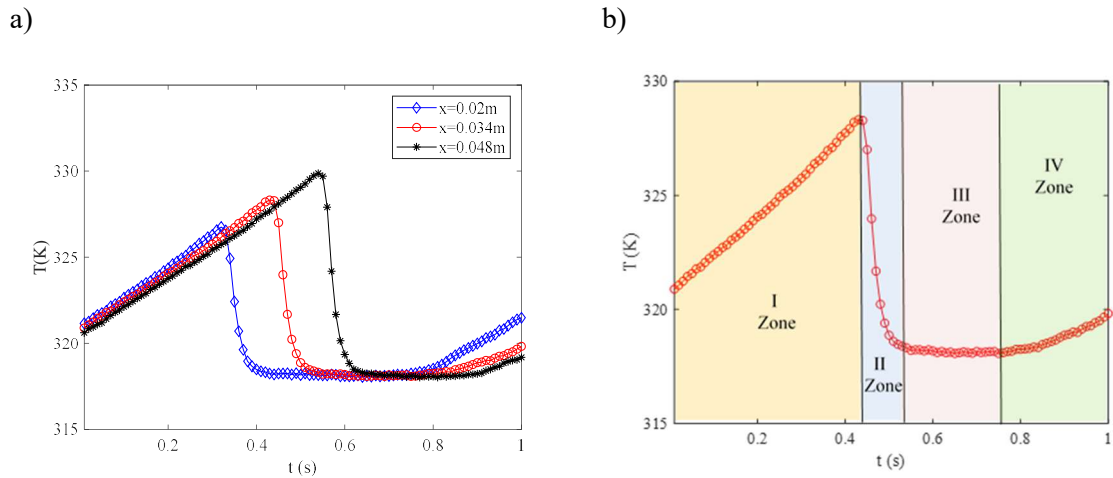 a)
335
330
325
320
315
T(K)
0.2
0.4
0.6
0.8
1
t (s)
x=0.02m
x=0.034m
x=0.048m
b)
330
325
320
315
T (K)
0.2
0.4
0.6
0.8
1
t (s)
I
Zone
II
Zone
III
Zone
IV
Zone